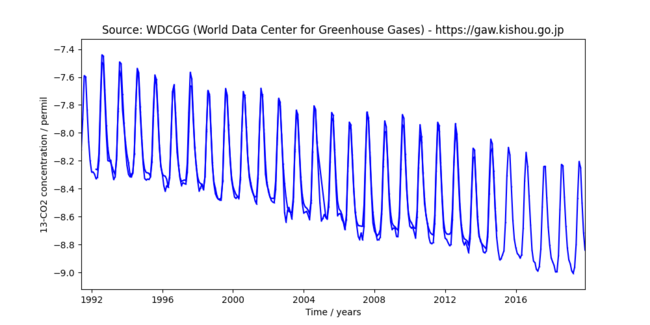 Source: WDCGG (World Data Center for Greenhouse Gases) - https://gaw.kishou.go.jp
13-CO2 concentration / permil
−7.4
−7.6
−7.8
−8.0
−8.2
−8.4
−8.6
−8.8
−9.0
1992 1996 2000 2004 2008 2012 2016
Time / years